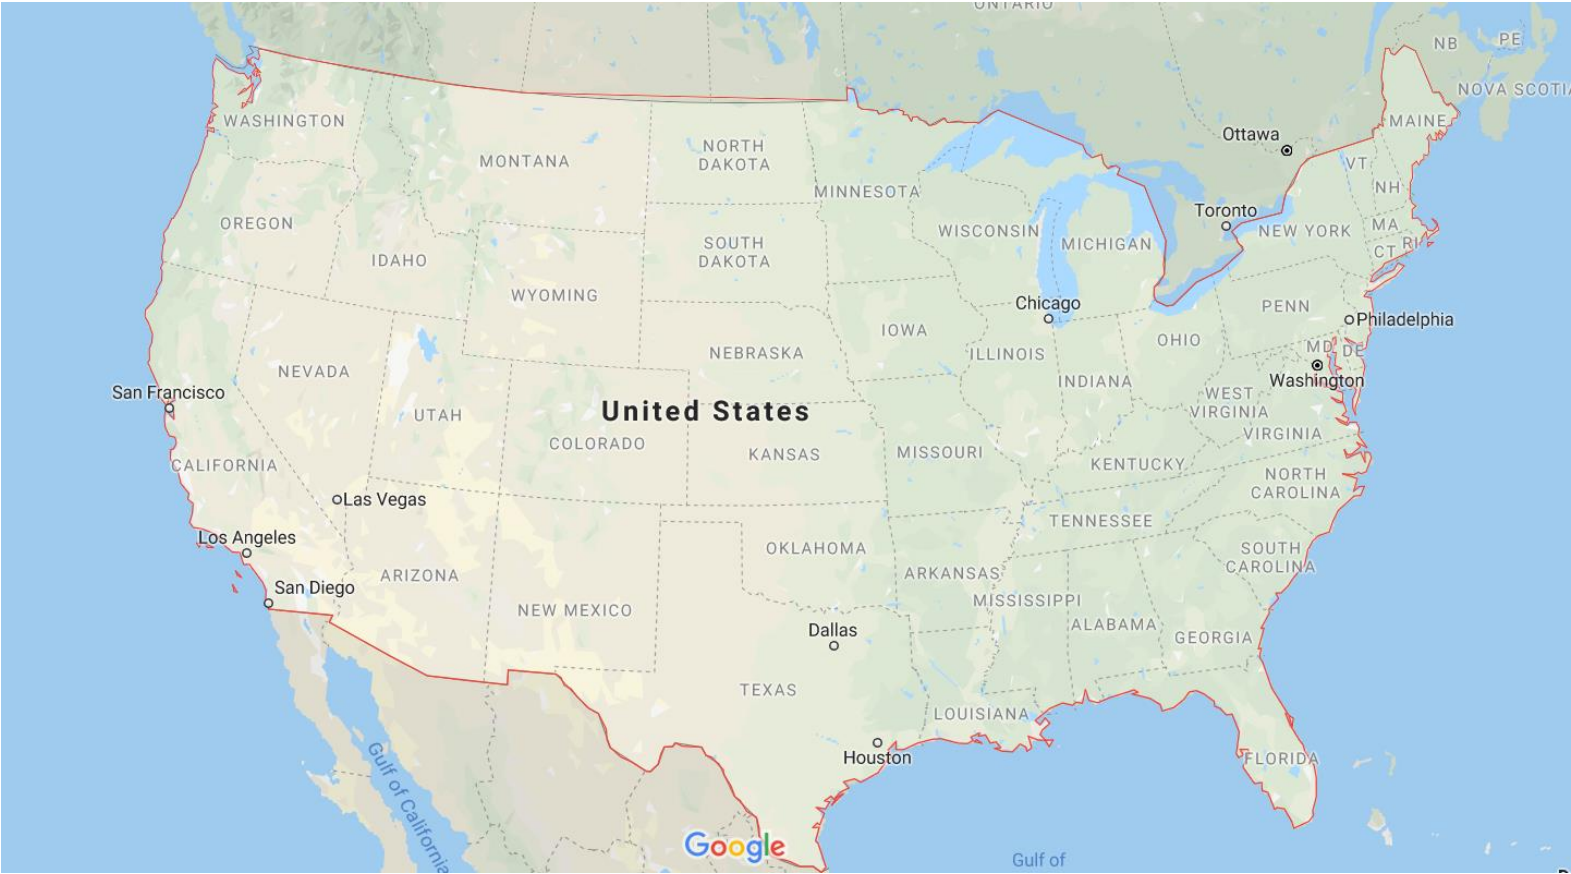 ONTARIO
NB
PE
NOVA SCOTIA
WASHINGTON
MONTANA
NORTH
DAKOTA
MINNESOTA
Ottawa
MAINE
VT
NH
OREGON
IDAHO
SOUTH
DAKOTA
WISCONSIN
MICHIGAN
Toronto
NEW YORK
MA
CT
RI
WYOMING
IOWA
Chicago
PENN
Philadelphia
NEVADA
NEBRASKA
ILLINOIS
INDIANA
OHIO
MD
DE
Washington
San Francisco
UTAH
COLORADO
United States
KANSAS
MISSOURI
WEST
VIRGINIA
VIRGINIA
KENTUCKY
CALIFORNIA
Las Vegas
NORTH
CAROLINA
TENNESSEE
Los Angeles
ARIZONA
San Diego
NEW MEXICO
OKLAHOMA
ARKANSAS
SOUTH
CAROLINA
MISSISSIPPI
ALABAMA
GEORGIA
Dallas
TEXAS
LOUISIANA
Houston
FLORIDA
Gulf of California
Google
Gulf of